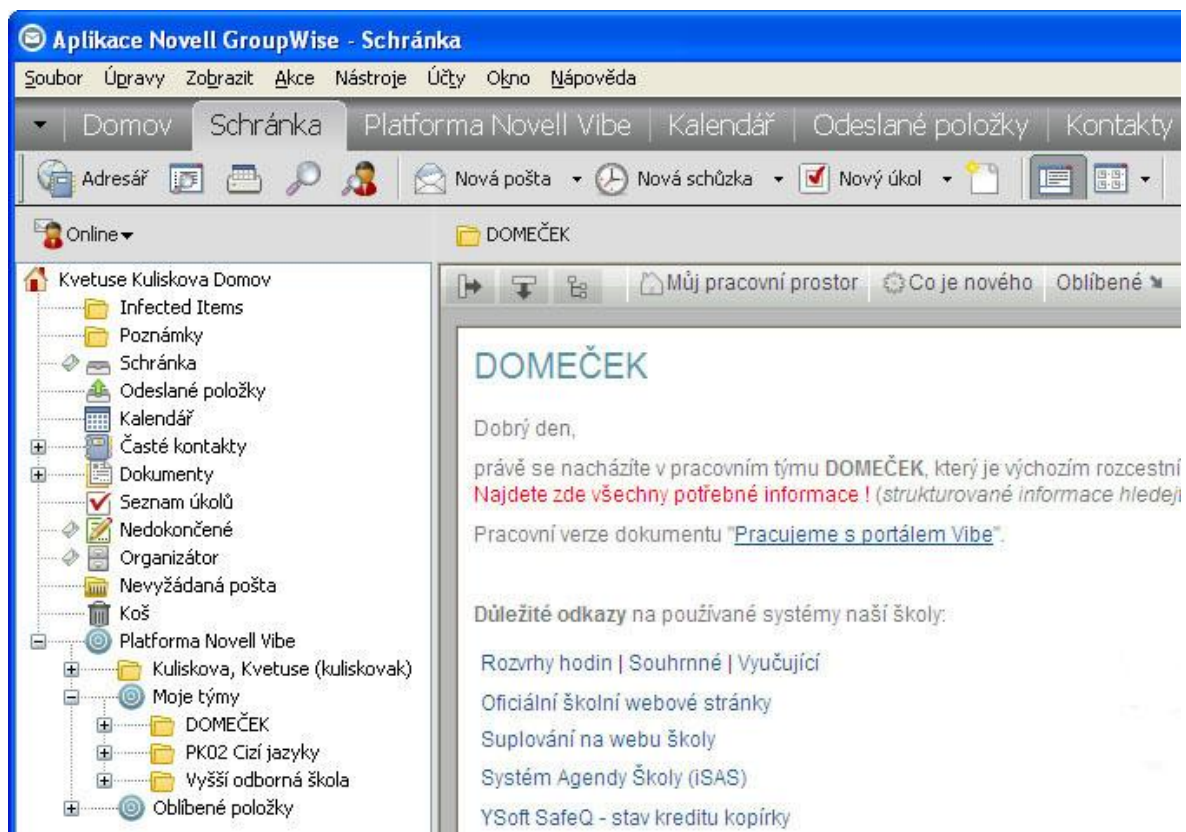 Aplikace Novell GroupWise - Schránka
Soubor Úpravy Zobrazit Akce Nástroje Účty Okno Nápověda
Domov Schránka Platforma Novell Vibe Kalendář Odeslané položky Kontakty
Adresář Nová pošta Nová schůzka Nový úkol
Online
DOMEČEK
Kvetuse Kuliskova Domov
Infected Items
Poznámky
Schránka
Odeslané položky
Kalendář
Časté kontakty
Dokumenty
Seznam úkolů
Nedokončené
Organizátor
Nevyžádaná pošta
Koš
Platforma Novell Vibe
Kuliskova, Kvetuse (kuliskovak)
Moje týmy
DOMEČEK
PK02 Cizí jazyky
Vyšší odborná škola
Oblíbené položky
Můj pracovní prostor Co je nového Oblíbené
DOMEČEK
Dobrý den,
právě se nacházíte v pracovním týmu DOMEČEK, který je výchozím rozcestní
Najdete zde všechny potřebné informace ! (strukturované informace hledej
Pracovní verze dokumentu "Pracujeme s portálem Vibe".
Důležité odkazy na používané systémy naší školy:
Rozvrhy hodin | Souhrnné | Vyučující
Oficiální školní webové stránky
Suplování na webu školy
Systém Agendy Školy (iSAS)
YSoft SafeQ - stav kreditu kopírky